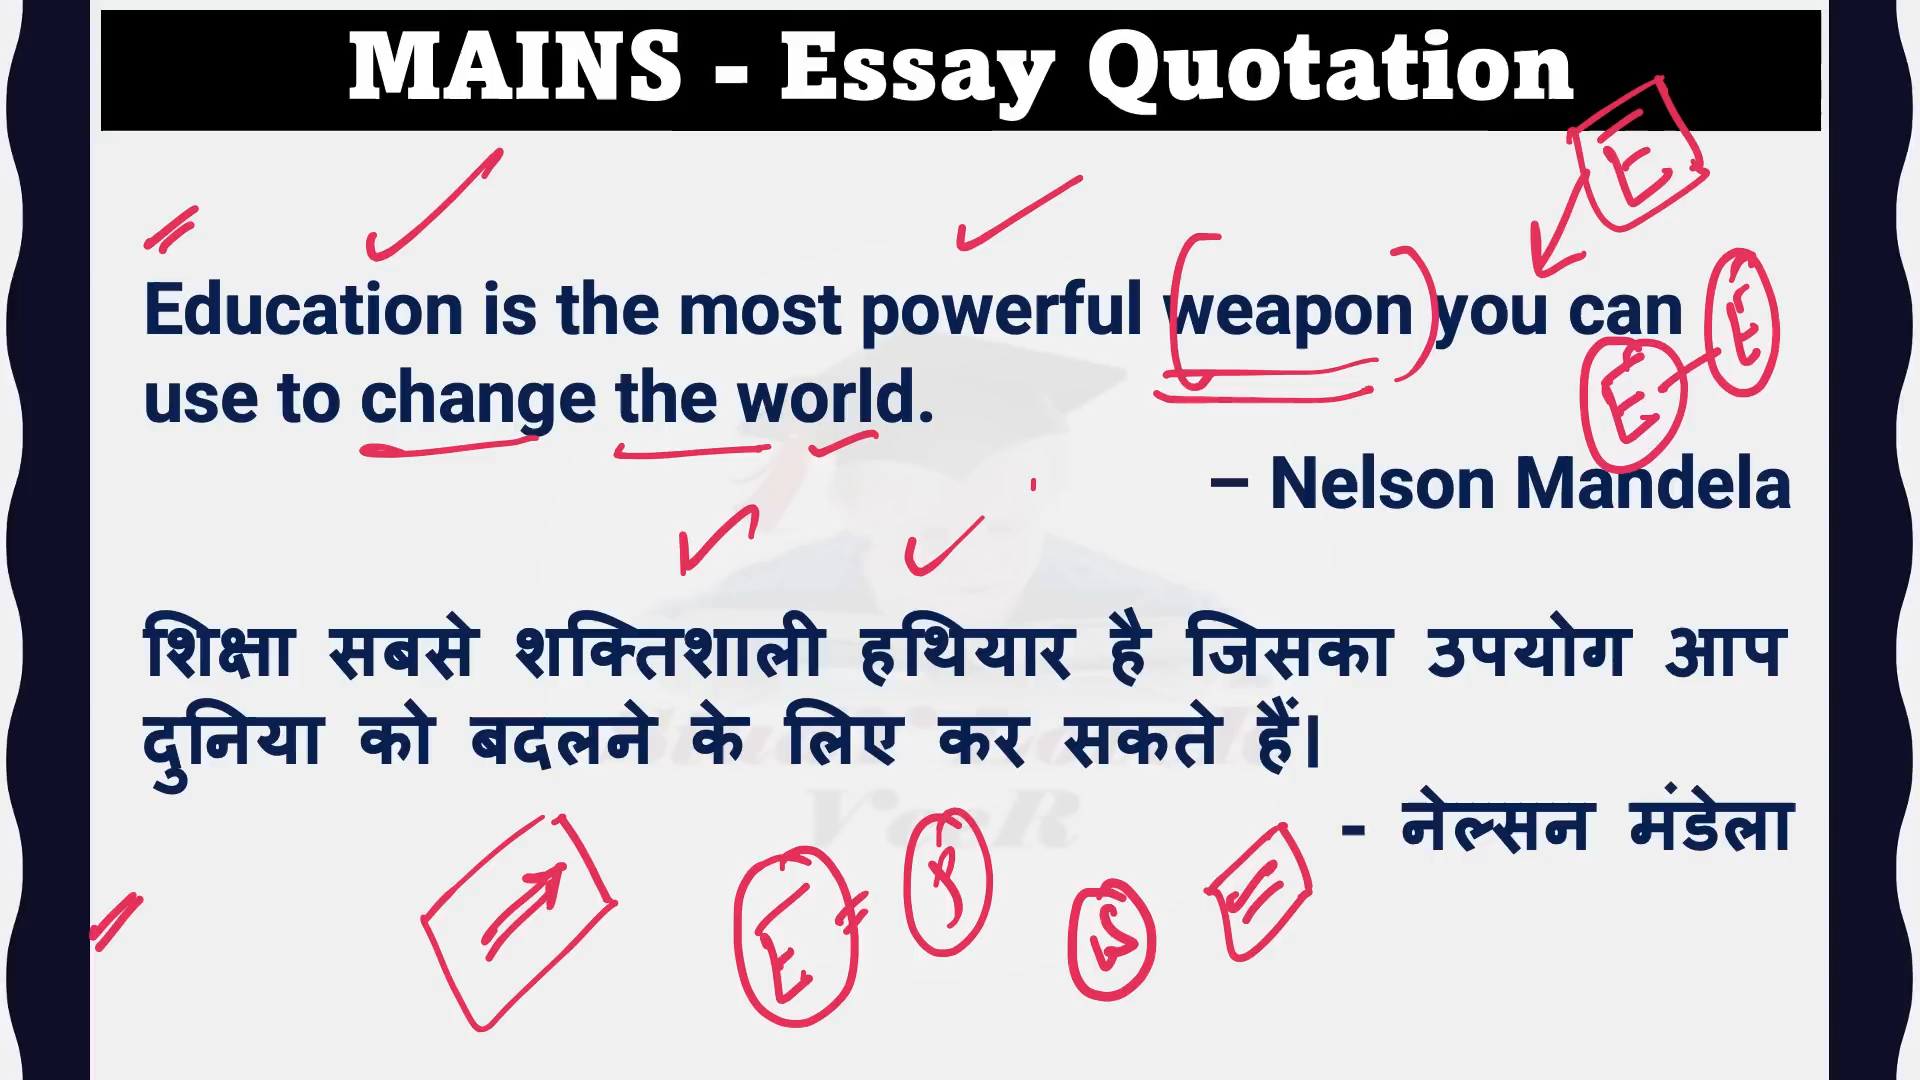 MAINS - Essay Quotation
E
Education is the most powerful weapon you can
E
use to change the world.
E
– Nelson Mandela
शिक्षा सबसे शक्तिशाली हथियार है जिसका उपयोग आप
दुनिया को बदलने के लिए कर सकते हैं।
- नेल्सन मंडेला
E
S